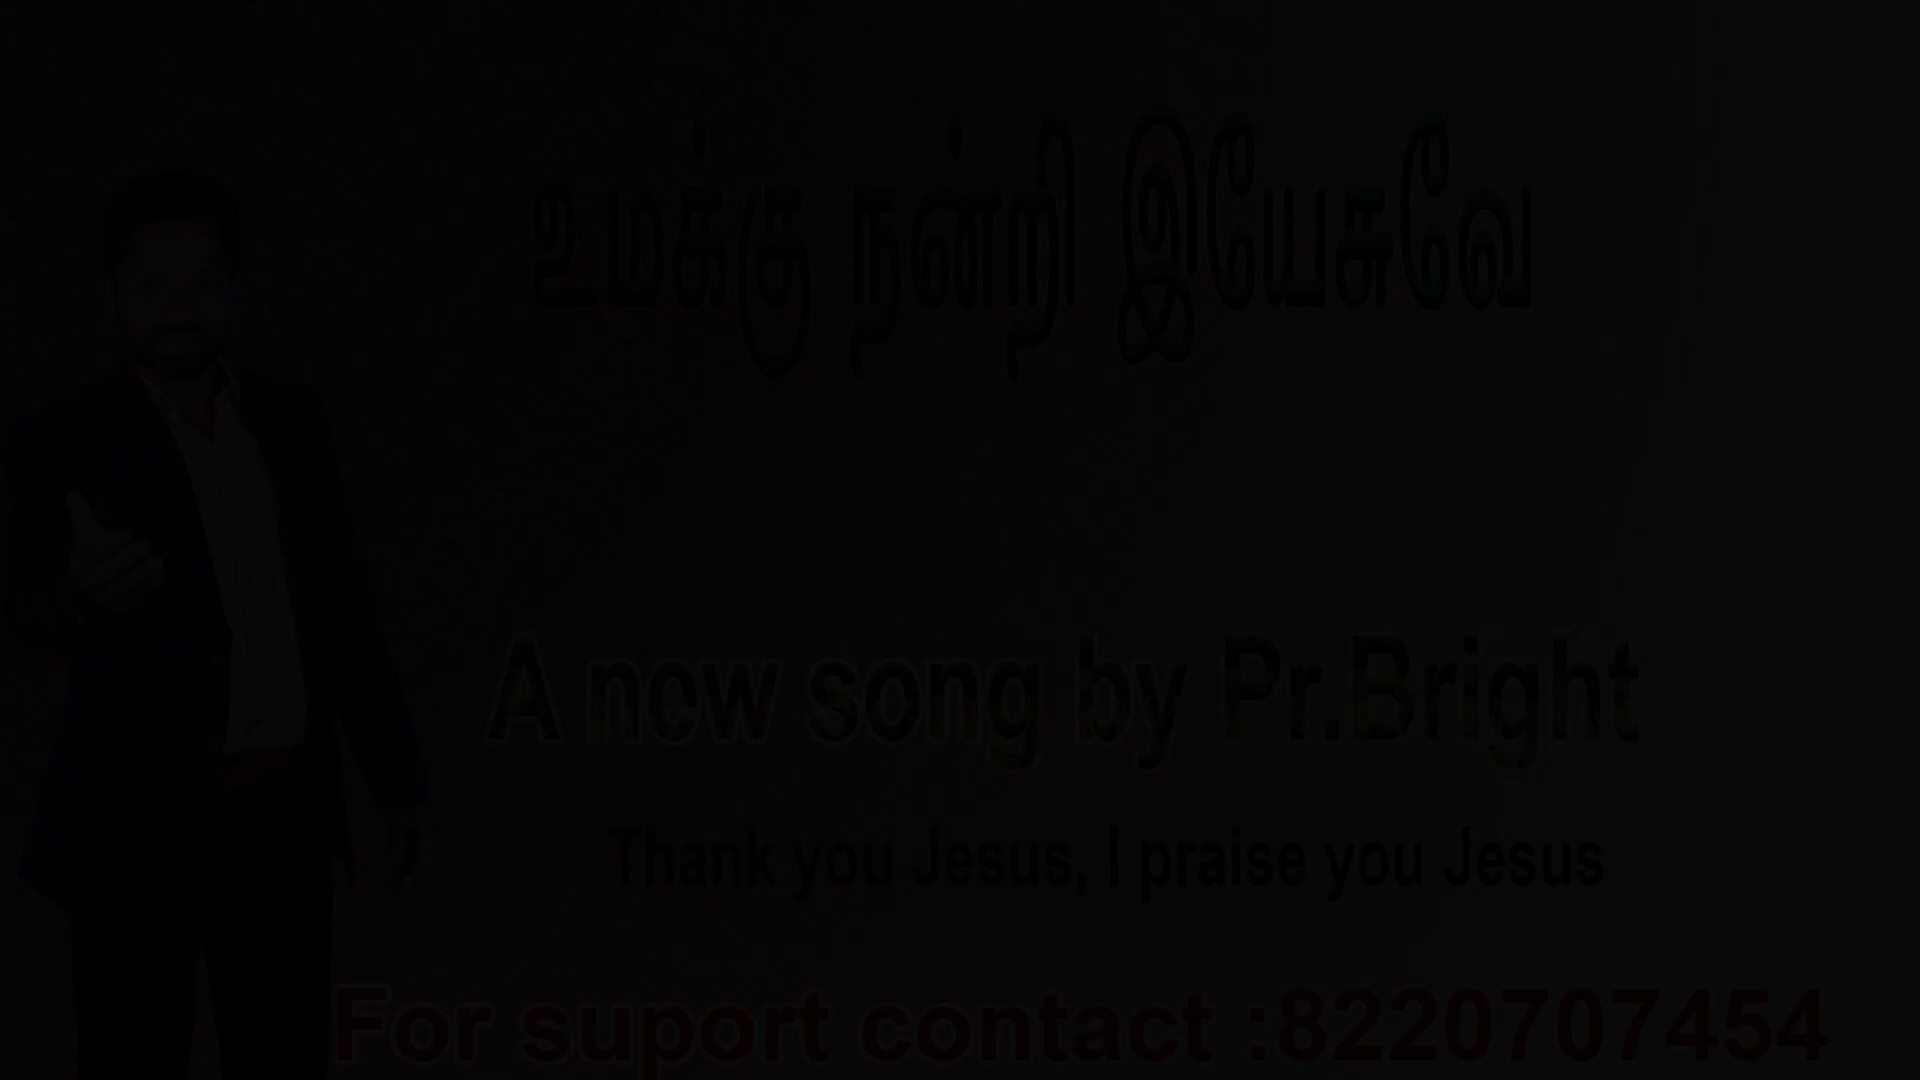 உமக்கு நன்றி இயேசுவே
A new song by Pr.Bright
Thank you Jesus, I praise you Jesus
For suport contact :8220707454